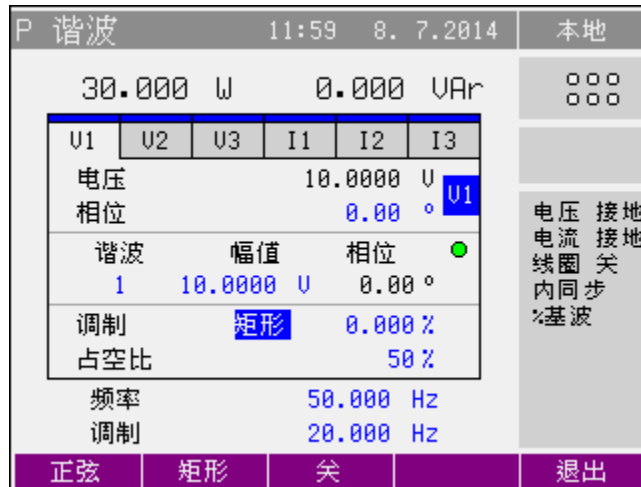 P 谐波 11:59 8. 7.2014 本地
30.000 W 0.000 VAr
V1 V2 V3 I1 I2 I3
电压 10.0000 V
V1
相位 0.00 °
谐波 幅值 相位
1 10.0000 V 0.00 °
调制 矩形 0.000 %
占空比 50 %
频率 50.000 Hz
调制 20.000 Hz
电压 接地
电流 接地
线圈 关
内同步
%基波
正弦 矩形 关 退出